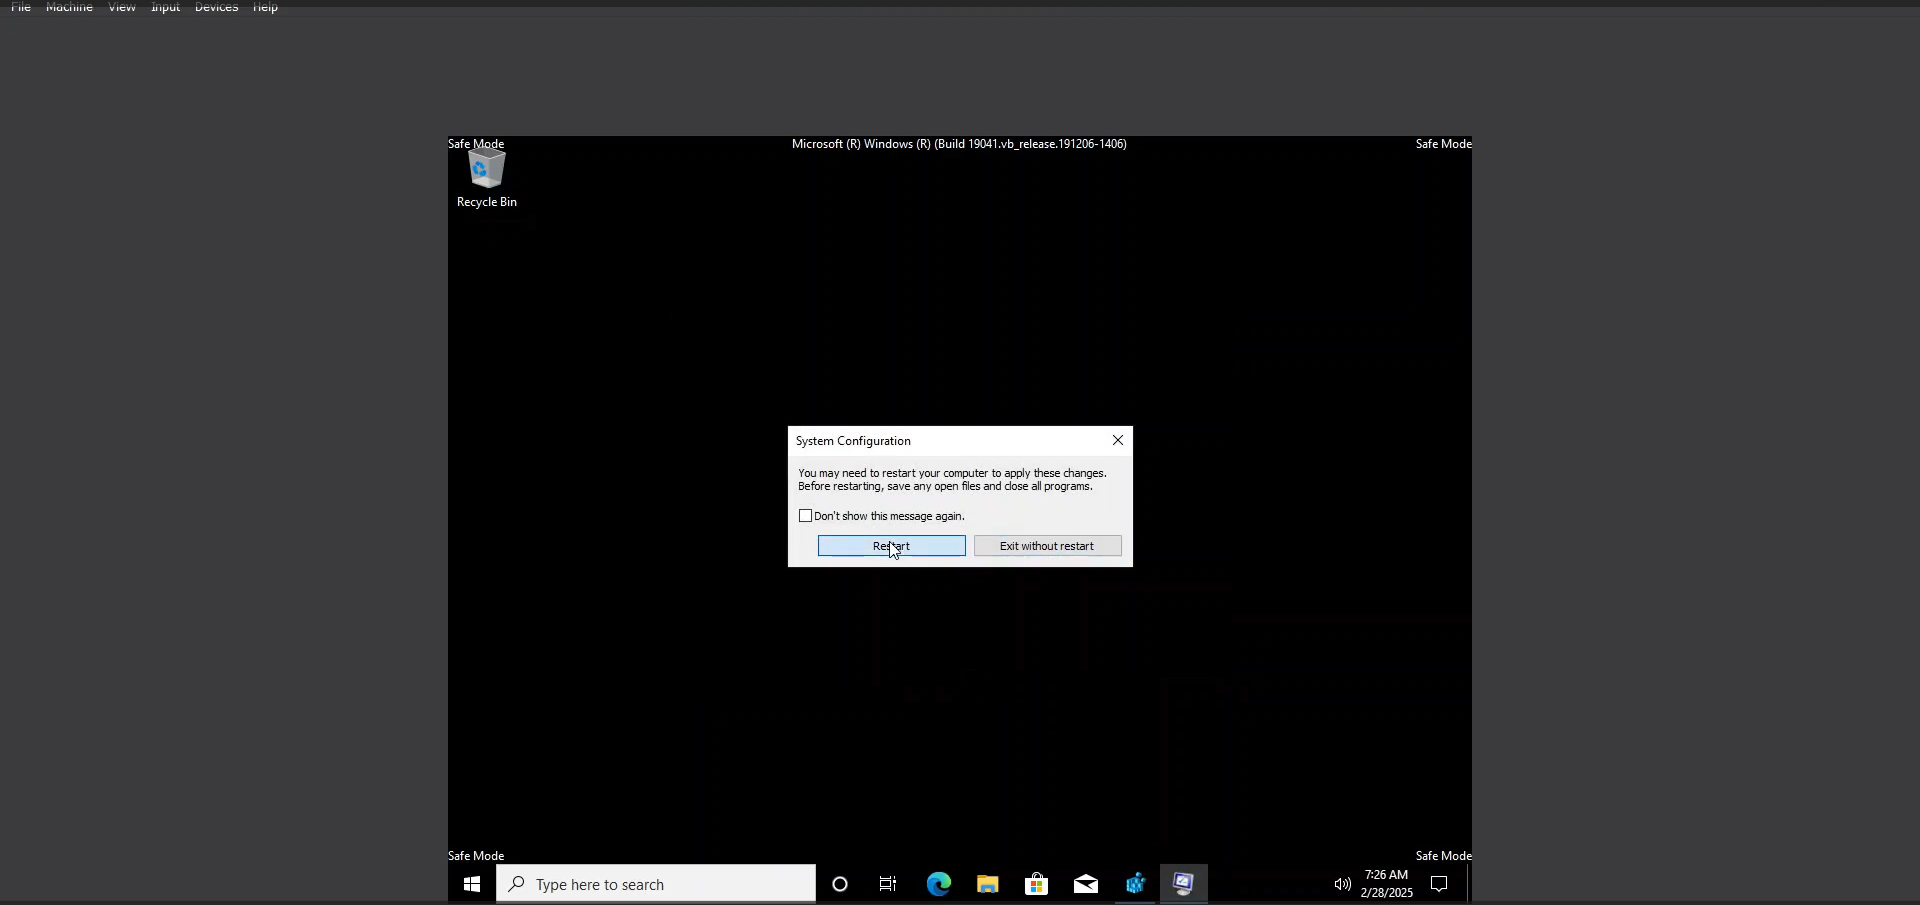 File Machine View Input Devices Help
Safe Mode Microsoft (R) Windows (R) (Build 19041.vb_release.191206-1406) Safe Mode
Recycle Bin
System Configuration
You may need to restart your computer to apply these changes.
Before restarting, save any open files and close all programs.
Don't show this message again.
Restart Exit without restart
Safe Mode Safe Mode
Type here to search
7:26 AM
2/28/2025